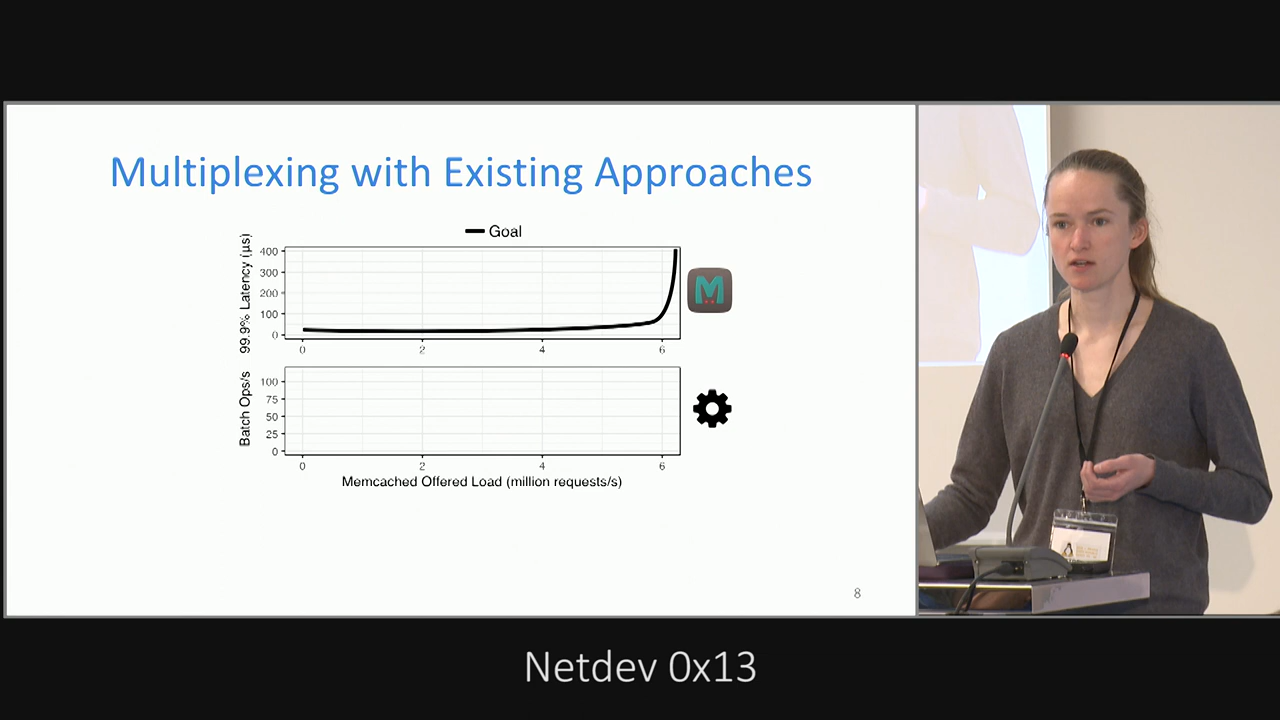 Multiplexing with Existing Approaches
Goal
99.9% Latency (µs)
400
300
200
100
0
0 2 4 6
M
Batch Ops/s
100
75
50
25
0
0 2 4 6
Memcached Offered Load (million requests/s)
8
Netdev 0x13